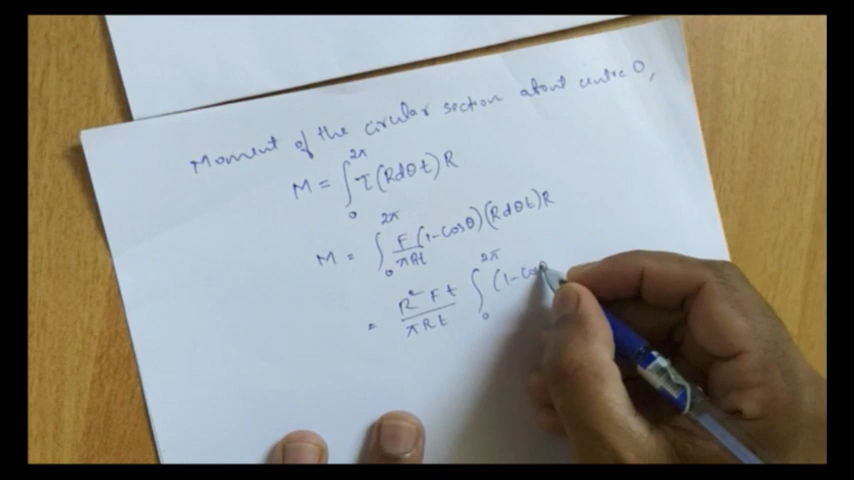 Moment of the circular section about centre O,
M = ∫₀^2π τ (Rdθt) R
M = ∫₀^2π F/πRt (1-cosθ) (Rdθt) R
= R² F t/πRt ∫₀^2π (1-cos